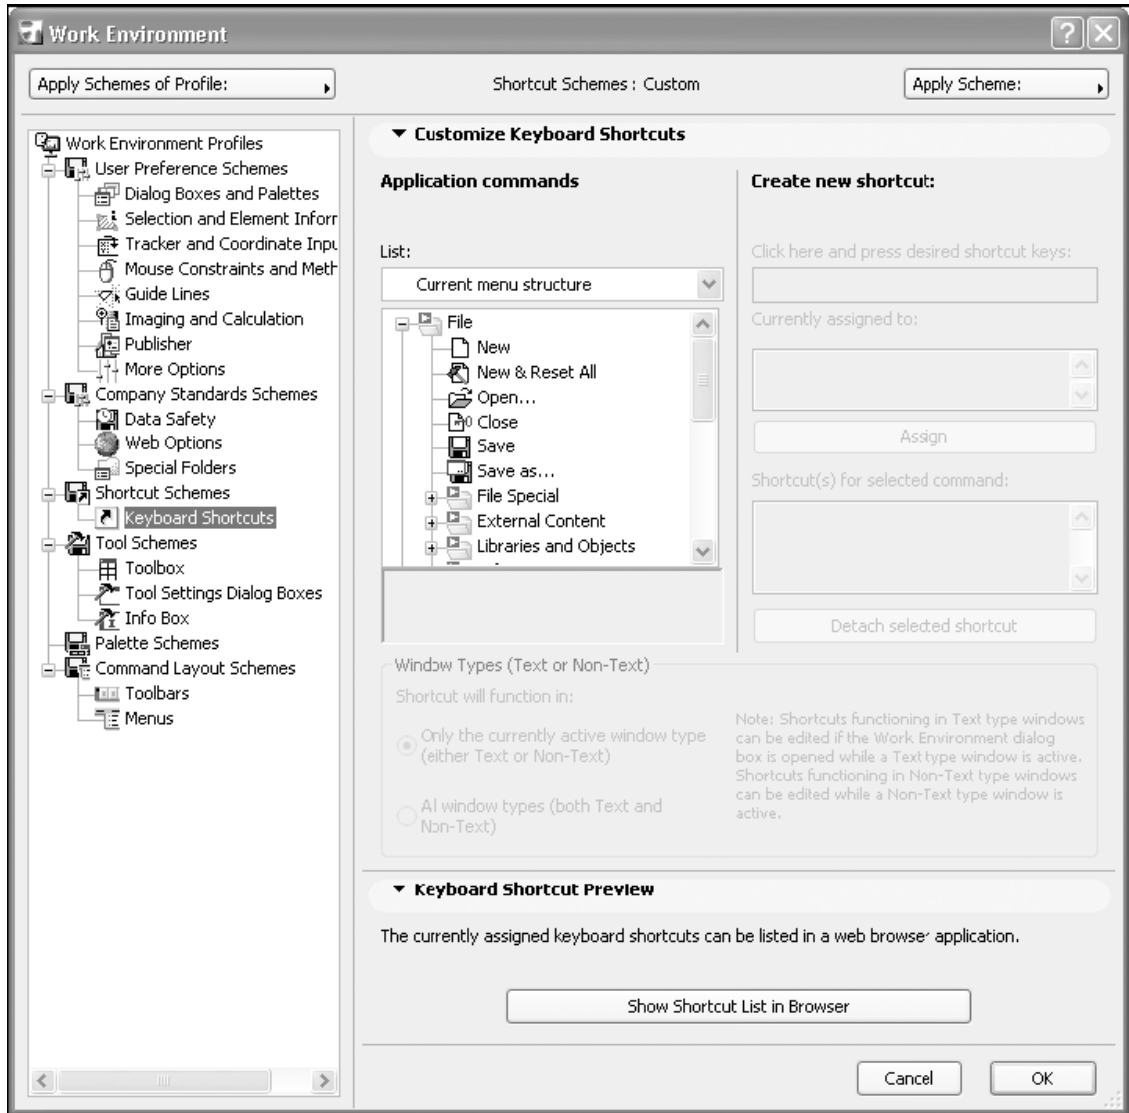 Work Environment
Apply Schemes of Profile:
Shortcut Schemes : Custom
Apply Scheme:
Work Environment Profiles
User Preference Schemes
Dialog Boxes and Palettes
Selection and Element Inforr
Tracker and Coordinate Inpu
Mouse Constraints and Meth
Guide Lines
Imaging and Calculation
Publisher
More Options
Company Standards Schemes
Data Safety
Web Options
Special Folders
Shortcut Schemes
Keyboard Shortcuts
Tool Schemes
Toolbox
Tool Settings Dialog Boxes
Info Box
Palette Schemes
Command Layout Schemes
Toolbars
Menus
Customize Keyboard Shortcuts
Application commands
List:
Current menu structure
File
New
New & Reset All
Open...
Close
Save
Save as...
File Special
External Content
Libraries and Objects
Create new shortcut:
Click here and press desired shortcut keys:
Currently assigned to:
Assign
Shortcut(s) for selected command:
Detach selected shortcut
Window Types (Text or Non-Text)
Shortcut will function in:
Only the currently active window type
(either Text or Non-Text)
Al window types (both Text and
Non-Text)
Note: Shortcuts functioning in Text type windows
can be edited if the Work Environment dialog
box is opened while a Text type window is active.
Shortcuts functioning in Non-Text type windows
can be edited while a Non-Text type window is
active.
Keyboard Shortcut Preview
The currently assigned keyboard shortcuts can be listed in a web browser application.
Show Shortcut List in Browser
Cancel
OK